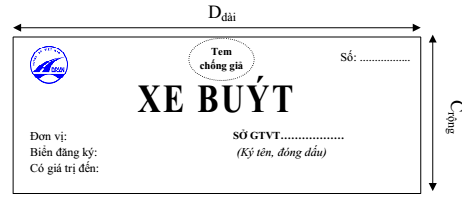 Ddài
Tem
chống giả
Số: .................
XE BUÝT
Crộng
Đơn vị:
SỞ GTVT..................
Biển đăng ký:
(Ký tên, đóng dấu)
Có giá trị đến: